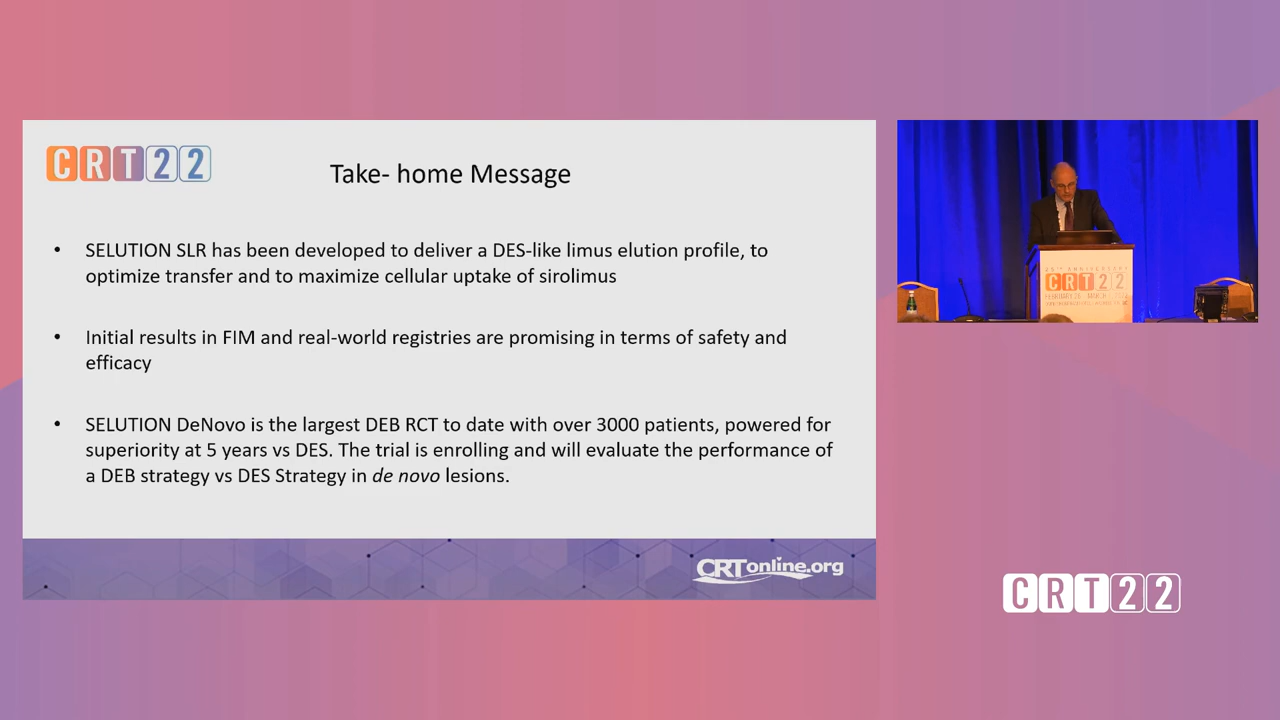 CRT22
Take- home Message
• SELUTION SLR has been developed to deliver a DES-like limus elution profile, to
optimize transfer and to maximize cellular uptake of sirolimus
• Initial results in FIM and real-world registries are promising in terms of safety and
efficacy
• SELUTION DeNovo is the largest DEB RCT to date with over 3000 patients, powered for
superiority at 5 years vs DES. The trial is enrolling and will evaluate the performance of
a DEB strategy vs DES Strategy in de novo lesions.
CRTonline.org
ANNIVERSARY
CRT22
CRT22